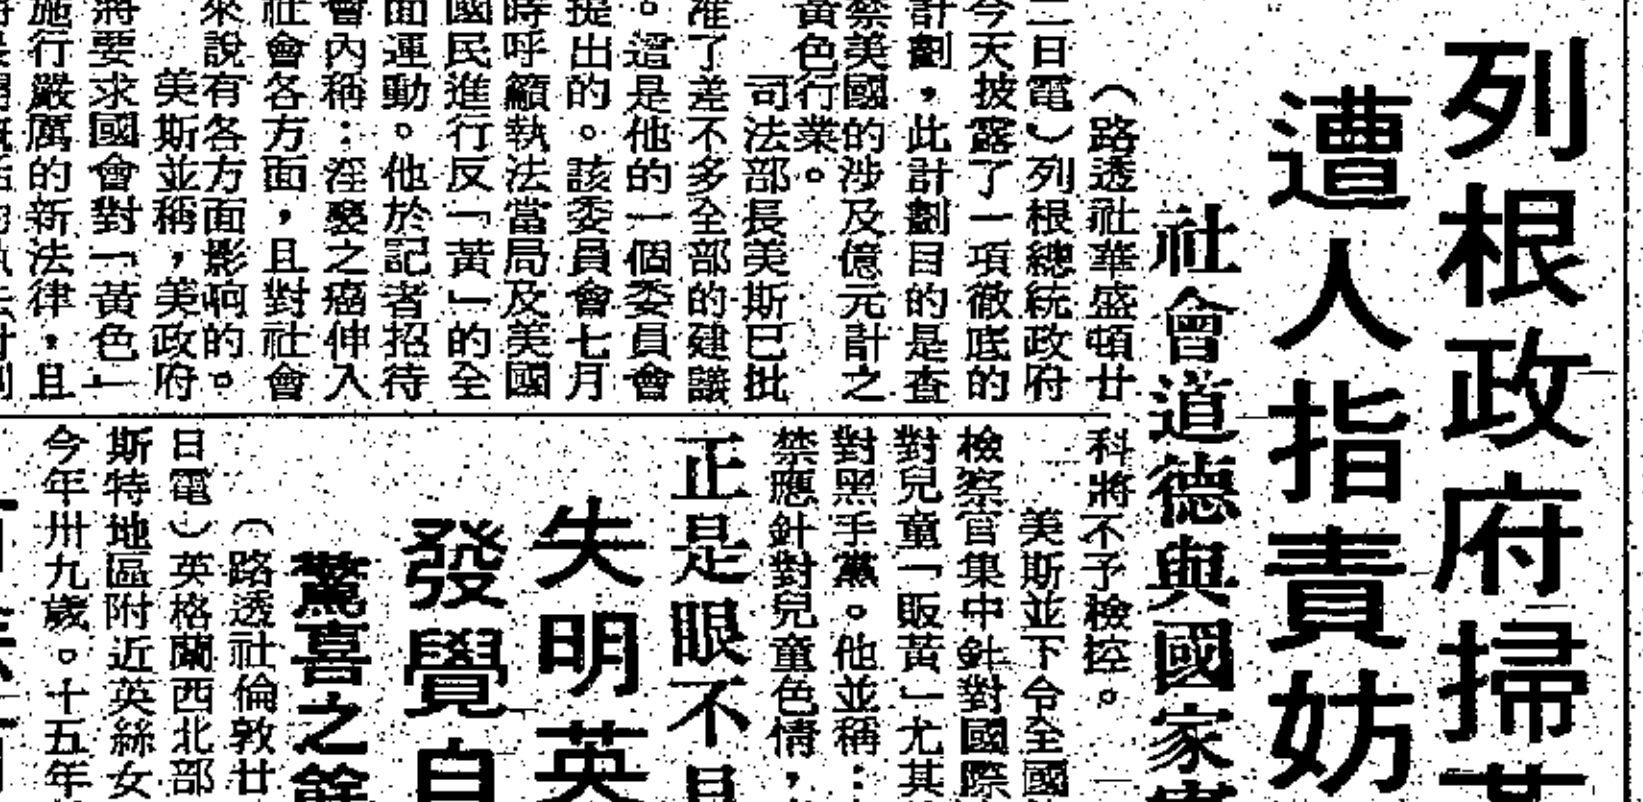 列根政府掃
遭人指責妨
社會道德與國家
（路透社華盛頓廿
二日電）列根總統政府
今天披露了一項徹底的
計劃，此計劃目的是查
禁美國的涉及億元計之
黃色行業。
司法部長美斯已批
准了差不多全部的建議
。這是他的一個委員會
提出的。該委員會七月
時呼籲執法當局及美國
國民進行反「黃」的全
面運動。他於記者招待
會內稱：淫褻之癌伸入
社會各方面，且對社會
來說有各方面影响的。
美斯並稱，美政府
將要求國會對「黃色」
施行嚴厲的新法律，且
科將不予檢控。
美斯並下令全國
檢察官集中針對國際
對兒童「販黃」尤其
對黑手黨。他並稱：
禁應針對兒童色情，
正是眼不見
失明英
發覺自
驚喜之餘
（路透社倫敦廿
日電）英格蘭西北部
斯特地區附近英絲女
今年卅九歲。十五年